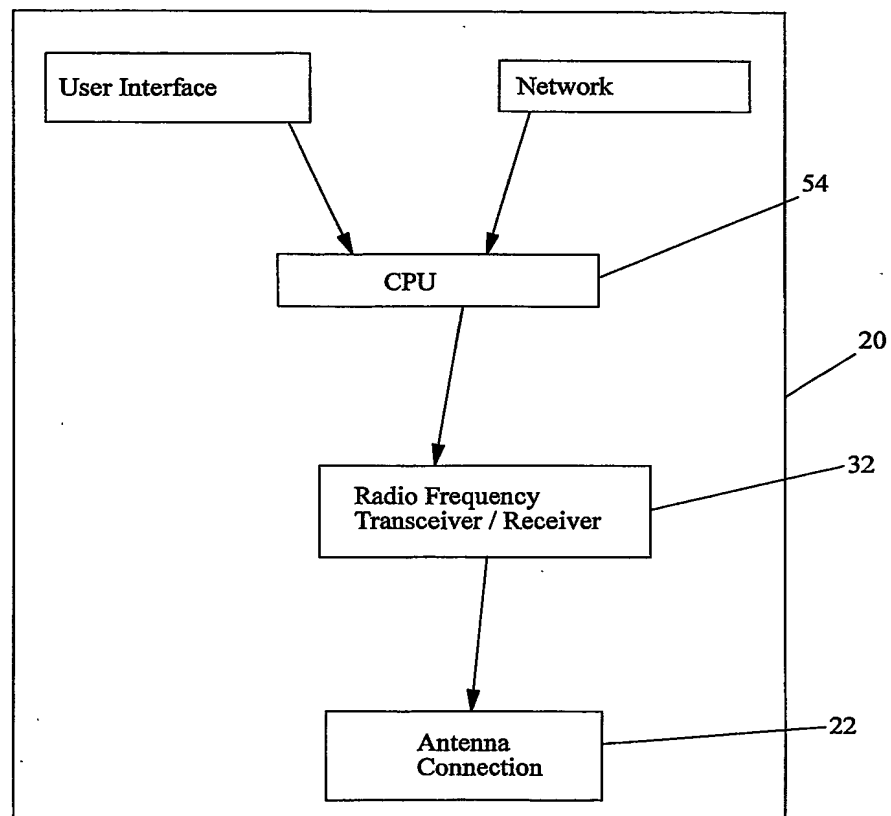 User Interface
Network
54
CPU
20
32
Radio Frequency
Transceiver / Receiver
22
Antenna
Connection